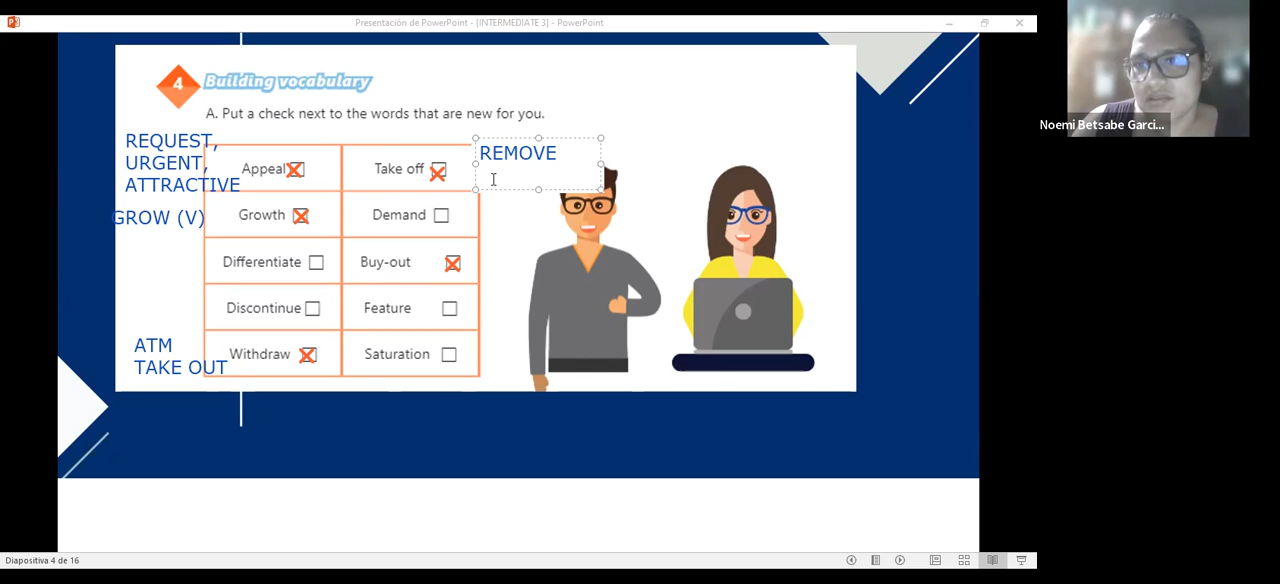 Presentación de PowerPoint - [INTERMEDIATE 3] - PowerPoint
4
Building vocabulary
A. Put a check next to the words that are new for you.
REQUEST,
URGENT,
ATTRACTIVE
Appeal
Take off
REMOVE
GROW (V)
Growth
Demand
Differentiate
Buy-out
Discontinue
Feature
ATM
TAKE OUT
Withdraw
Saturation
Noemi Betsabe Garci...
Diapositiva 4 de 16